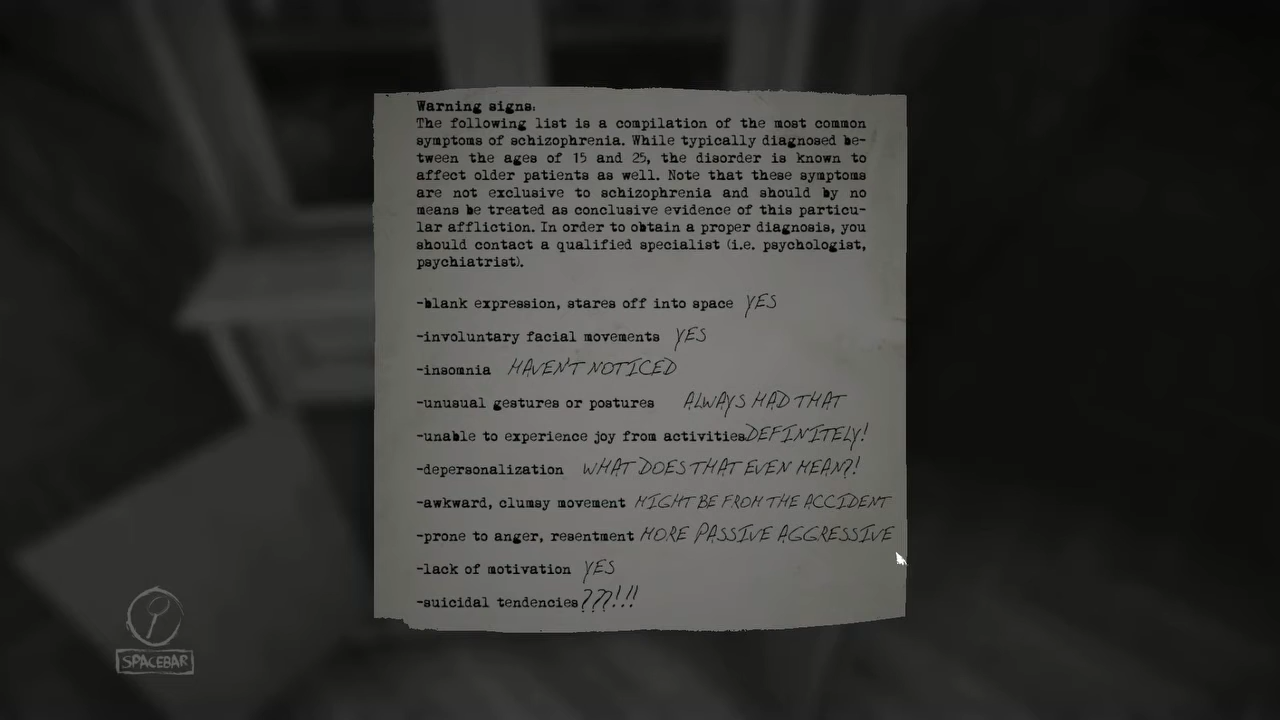 Warning signs:
The following list is a compilation of the most common
symptoms of schizophrenia. While typically diagnosed be-
tween the ages of 15 and 25, the disorder is known to
affect older patients as well. Note that these symptoms
are not exclusive to schizophrenia and should by no
means be treated as conclusive evidence of this particu-
lar affliction. In order to obtain a proper diagnosis, you
should contact a qualified specialist (i.e. psychologist,
psychiatrist).
-blank expression, stares off into space YES
-involuntary facial movements YES
-insomnia HAVEN'T NOTICED
-unusual gestures or postures ALWAYS HAD THAT
-unable to experience joy from activities DEFINITELY!
-depersonalization WHAT DOES THAT EVEN MEAN?!
-awkward, clumsy movement MIGHT BE FROM THE ACCIDENT
-prone to anger, resentment MORE PASSIVE AGGRESSIVE
-lack of motivation YES
-suicidal tendencies ???!!!
SPACEBAR